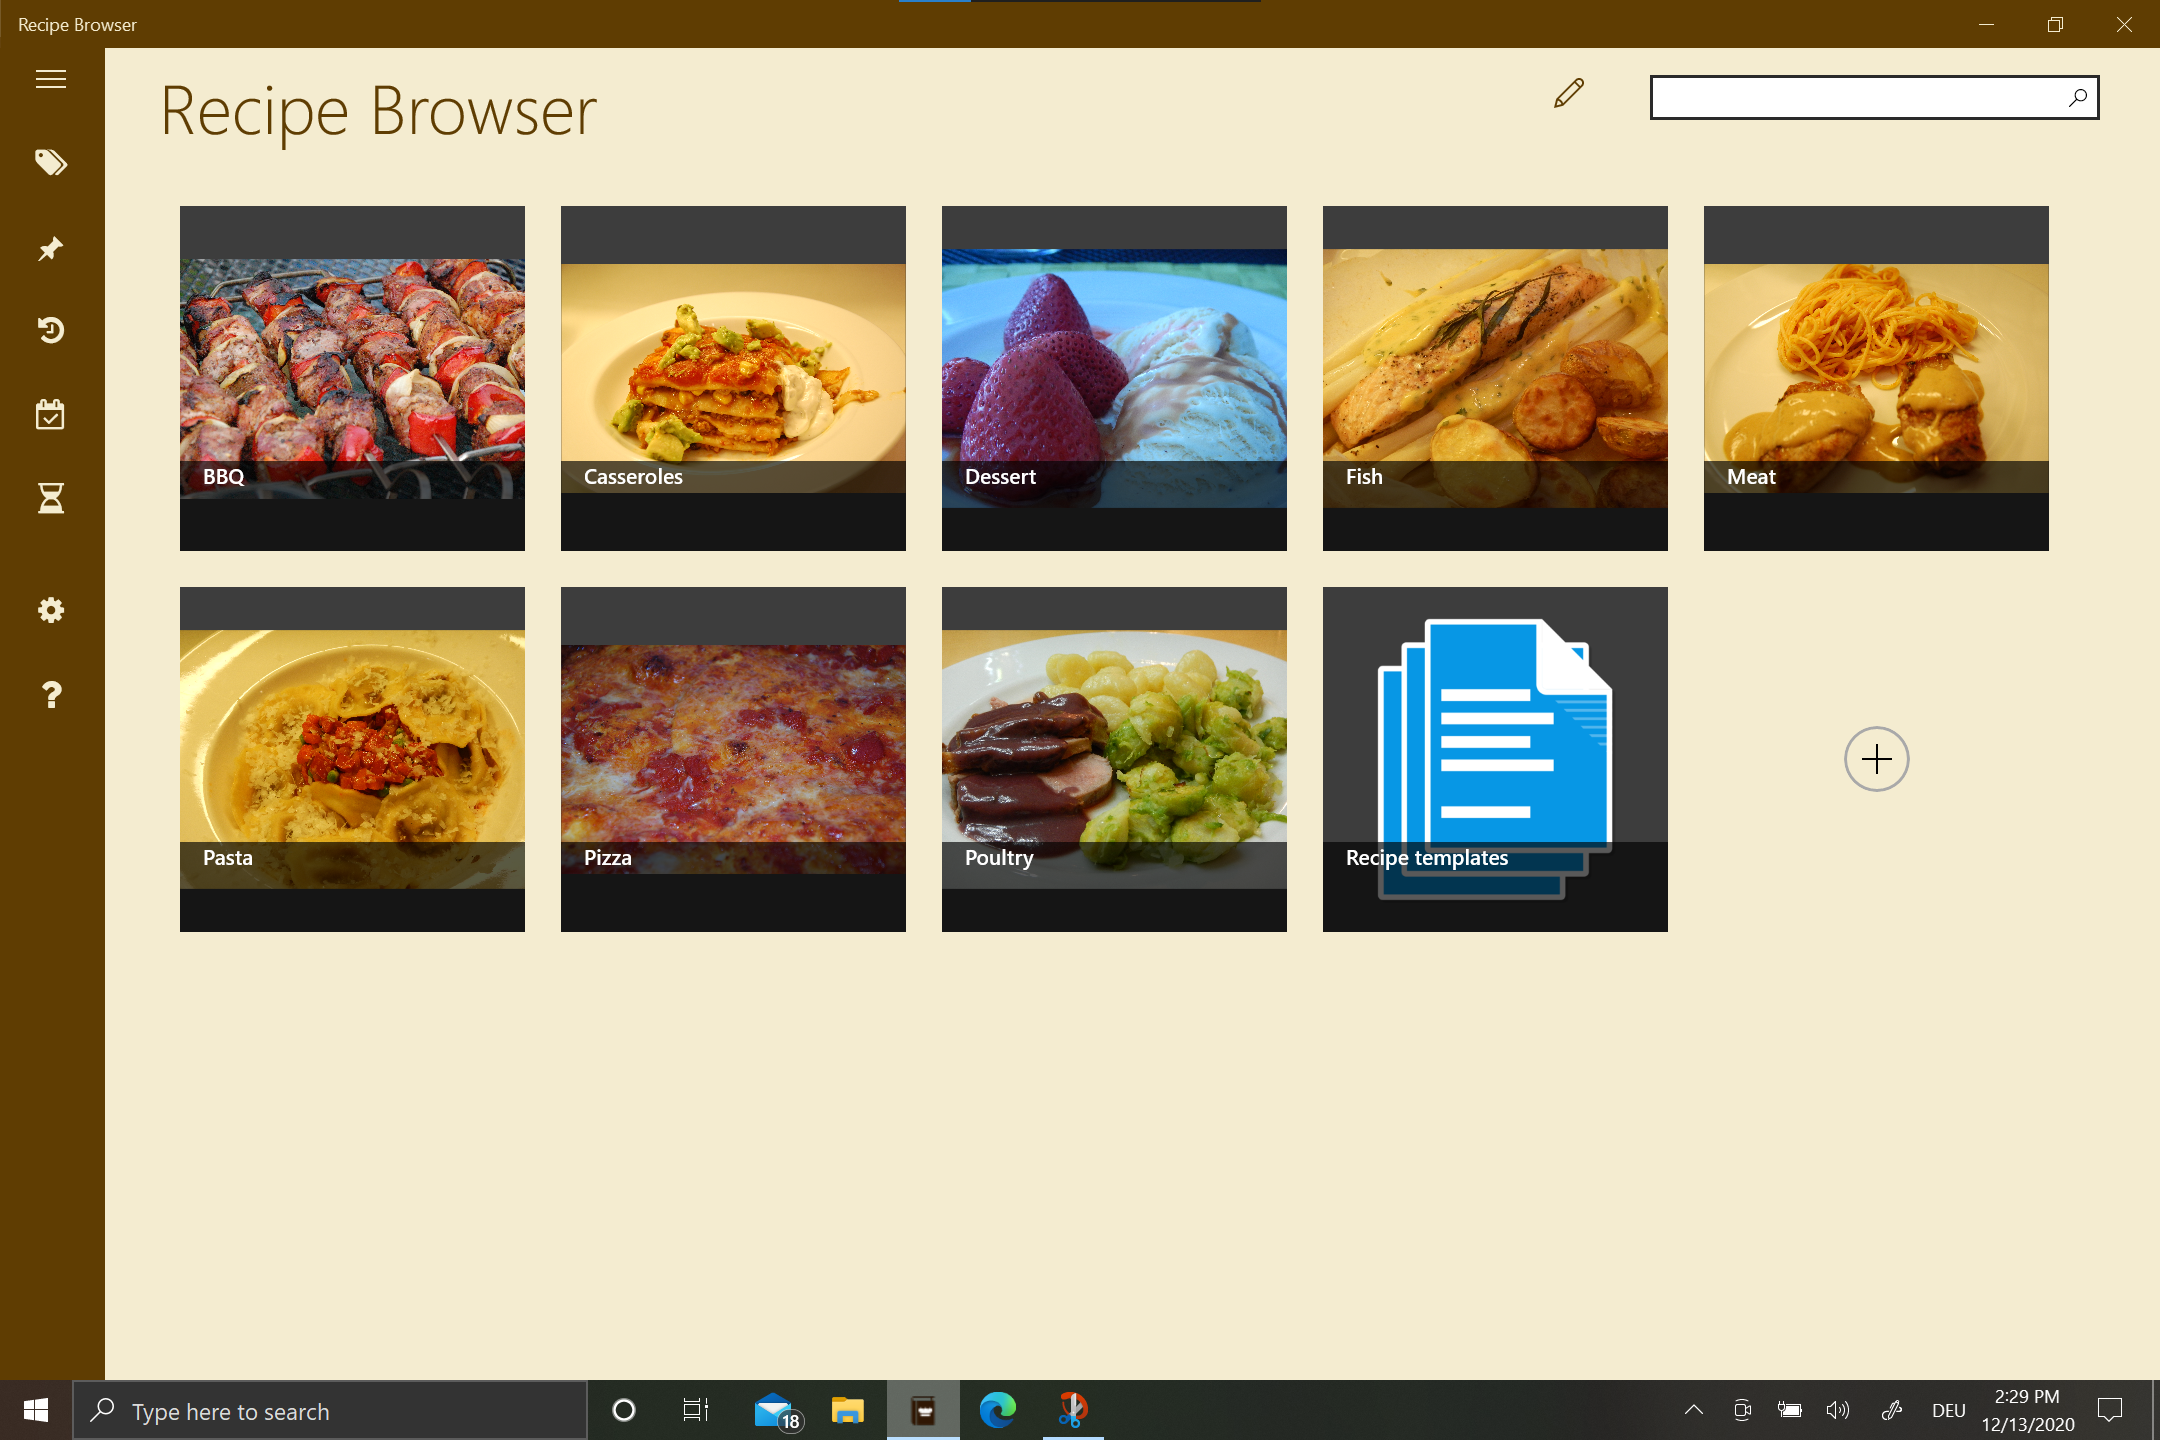 Recipe Browser
Recipe Browser
BBQ
Casseroles
Dessert
Fish
Meat
Pasta
Pizza
Poultry
Recipe templates
Type here to search
18
DEU
2:29 PM
12/13/2020